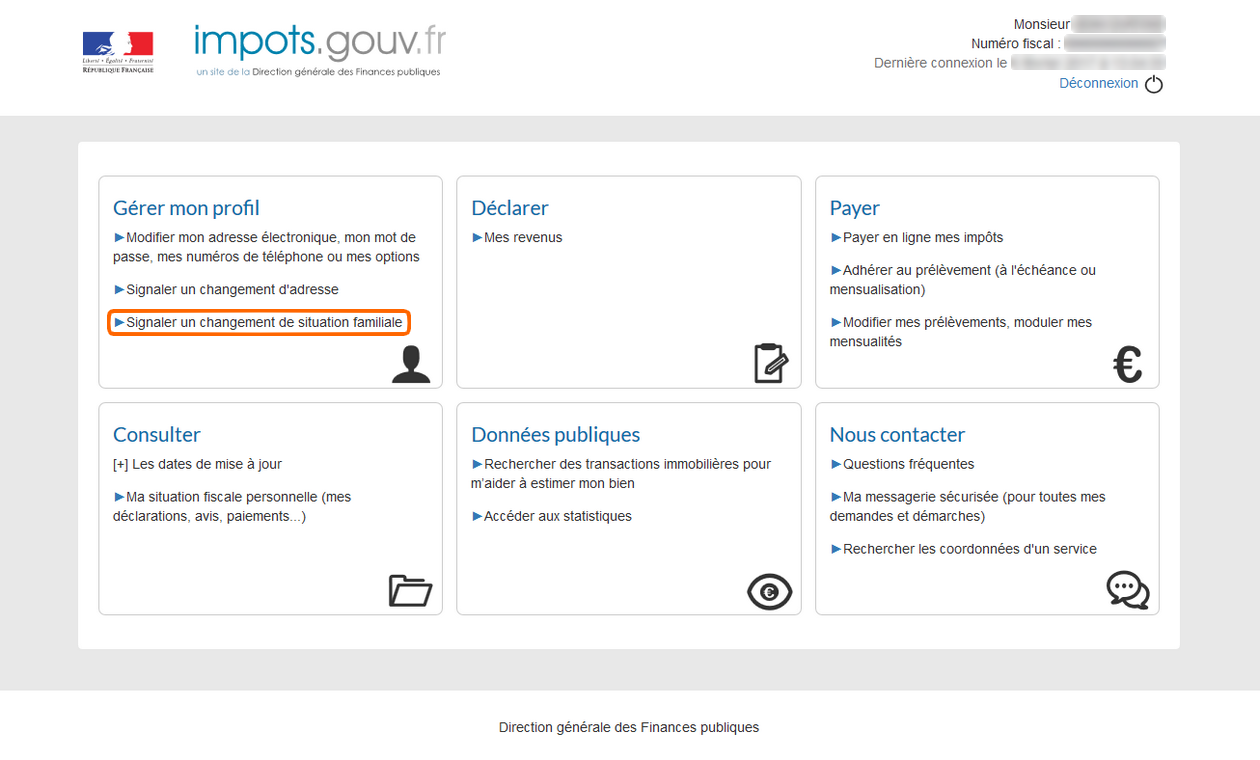 Liberté • Égalité • Fraternité
RÉPUBLIQUE FRANÇAISE
impots.gouv.fr
un site de la Direction générale des Finances publiques
Monsieur
Numéro fiscal :
Dernière connexion le
Déconnexion
Gérer mon profil
►Modifier mon adresse électronique, mon mot de
passe, mes numéros de téléphone ou mes options
►Signaler un changement d'adresse
►Signaler un changement de situation familiale
Déclarer
►Mes revenus
Payer
►Payer en ligne mes impôts
►Adhérer au prélèvement (à l'échéance ou
mensualisation)
►Modifier mes prélèvements, moduler mes
mensualités
€
Consulter
[+] Les dates de mise à jour
►Ma situation fiscale personnelle (mes
déclarations, avis, paiements...)
Données publiques
►Rechercher des transactions immobilières pour
m'aider à estimer mon bien
►Accéder aux statistiques
€
Nous contacter
►Questions fréquentes
►Ma messagerie sécurisée (pour toutes mes
demandes et démarches)
►Rechercher les coordonnées d'un service
Direction générale des Finances publiques